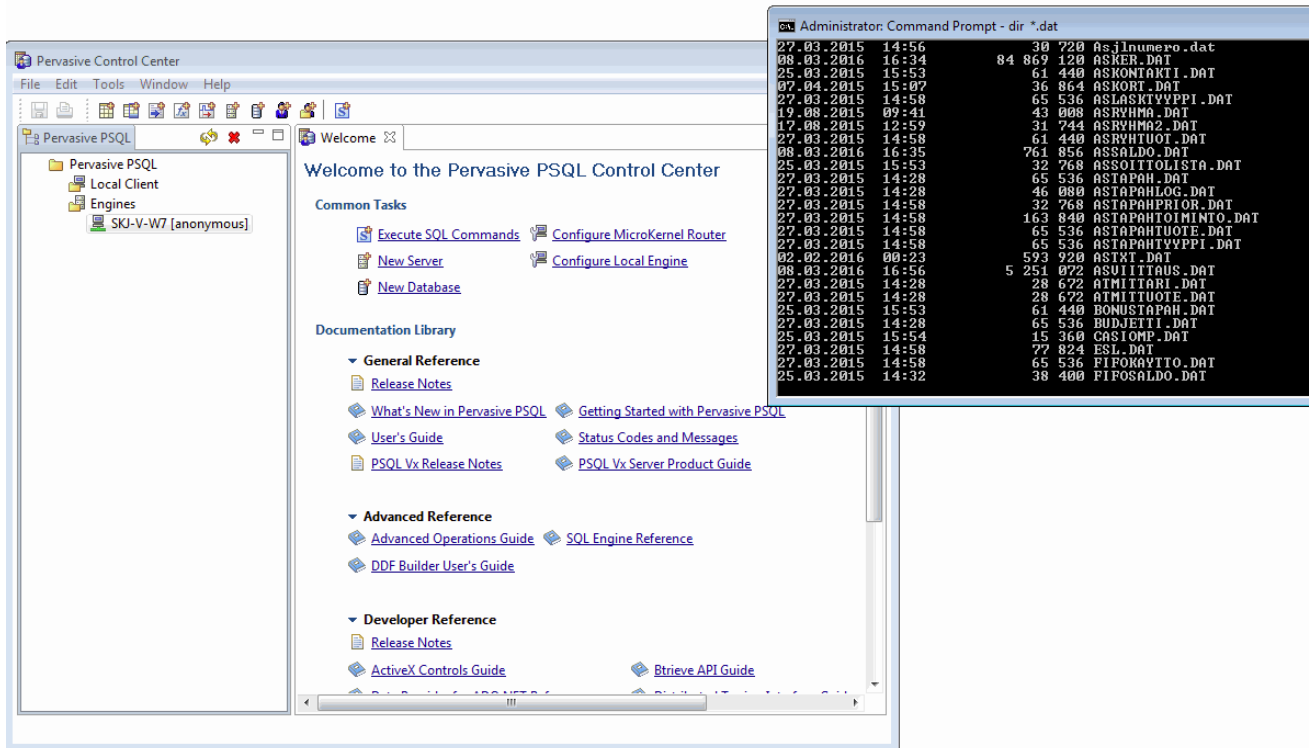 Pervasive Control Center
File Edit Tools Window Help
Pervasive PSQL
Pervasive PSQL
Local Client
Engines
SKJ-V-W7 [anonymous]
Welcome
Welcome to the Pervasive PSQL Control Center
Common Tasks
Execute SQL Commands Configure MicroKernel Router
New Server Configure Local Engine
New Database
Documentation Library
General Reference
Release Notes
What's New in Pervasive PSQL Getting Started with Pervasive PSQL
User's Guide Status Codes and Messages
PSQL Vx Release Notes PSQL Vx Server Product Guide
Advanced Reference
Advanced Operations Guide SQL Engine Reference
DDF Builder User's Guide
Developer Reference
Release Notes
ActiveX Controls Guide Btrieve API Guide
Administrator: Command Prompt - dir *.dat
27.03.2015 14:56 30 720 Asjlnumero.dat
08.03.2016 16:34 84 869 120 ASKER.DAT
25.03.2015 15:53 61 440 ASKONTAKTI.DAT
07.04.2015 15:07 36 864 ASKORT.DAT
27.03.2015 14:58 65 536 ASLASKTYYPPI.DAT
19.08.2015 09:41 43 008 ASRYHMA.DAT
17.08.2015 12:59 31 744 ASRYHMA2.DAT
27.03.2015 14:58 61 440 ASRYHTUOT.DAT
08.03.2016 16:35 761 856 ASSALDO.DAT
25.03.2015 15:53 32 768 ASSOITTOLISTA.DAT
27.03.2015 14:28 65 536 ASTAPAH.DAT
27.03.2015 14:28 46 080 ASTAPAHLOG.DAT
27.03.2015 14:58 32 768 ASTAPAHPRIOR.DAT
27.03.2015 14:58 163 840 ASTAPAHTOIMINTO.DAT
27.03.2015 14:58 65 536 ASTAPAHTUOTE.DAT
27.03.2015 14:58 65 536 ASTAPAHTYYPPI.DAT
02.02.2016 00:23 593 920 ASTXT.DAT
08.03.2016 16:56 5 251 072 ASVIITTAUS.DAT
27.03.2015 14:28 28 672 ATMITTARI.DAT
27.03.2015 14:28 28 672 ATMITTUOTE.DAT
25.03.2015 15:53 61 440 BONUSTAPAH.DAT
27.03.2015 14:28 65 536 BUDJETTI.DAT
25.03.2015 15:54 15 360 CASIOMP.DAT
27.03.2015 14:58 77 824 ESL.DAT
27.03.2015 14:58 65 536 FIFOKAYTTO.DAT
25.03.2015 14:32 38 400 FIFOSALDO.DAT